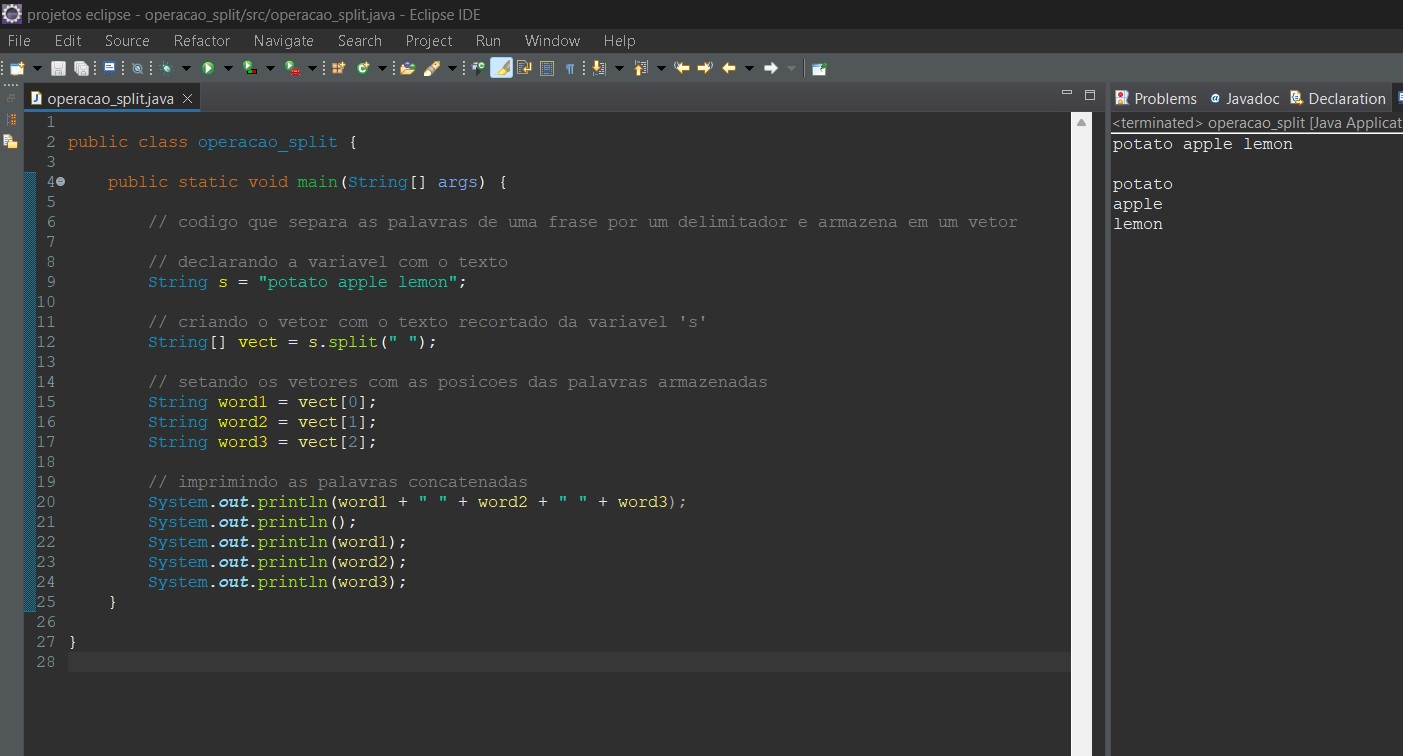 projetos eclipse - operacao_split/src/operacao_split.java - Eclipse IDE
File Edit Source Refactor Navigate Search Project Run Window Help
operacao_split.java
1
2 public class operacao_split {
3
4 public static void main(String[] args) {
5
6 // codigo que separa as palavras de uma frase por um delimitador e armazena em um vetor
7
8 // declarando a variavel com o texto
9 String s = "potato apple lemon";
10
11 // criando o vetor com o texto recortado da variavel 's'
12 String[] vect = s.split(" ");
13
14 // setando os vetores com as posicoes das palavras armazenadas
15 String word1 = vect[0];
16 String word2 = vect[1];
17 String word3 = vect[2];
18
19 // imprimindo as palavras concatenadas
20 System.out.println(word1 + " " + word2 + " " + word3);
21 System.out.println();
22 System.out.println(word1);
23 System.out.println(word2);
24 System.out.println(word3);
25 }
26
27 }
28
Problems @ Javadoc Declaration
<terminated> operacao_split [Java Applicat
potato apple lemon
potato
apple
lemon